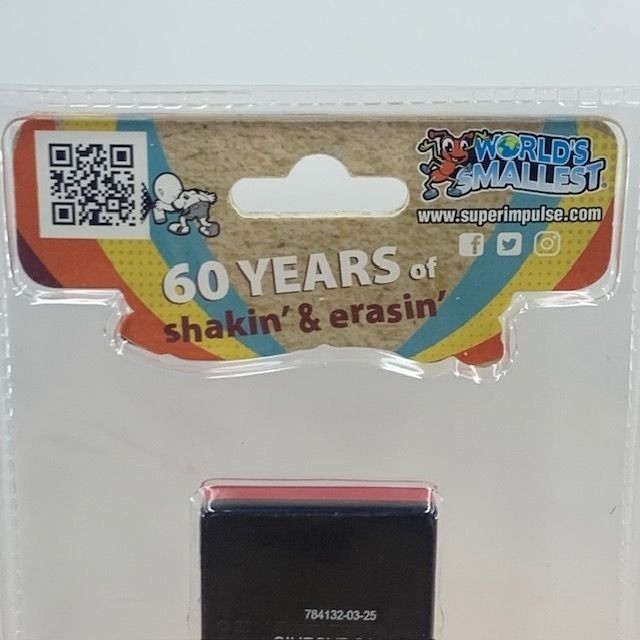 WORLD'S
SMALLEST
www.superimpulse.com
60 YEARS of
shakin' & erasin'
784132-03-25